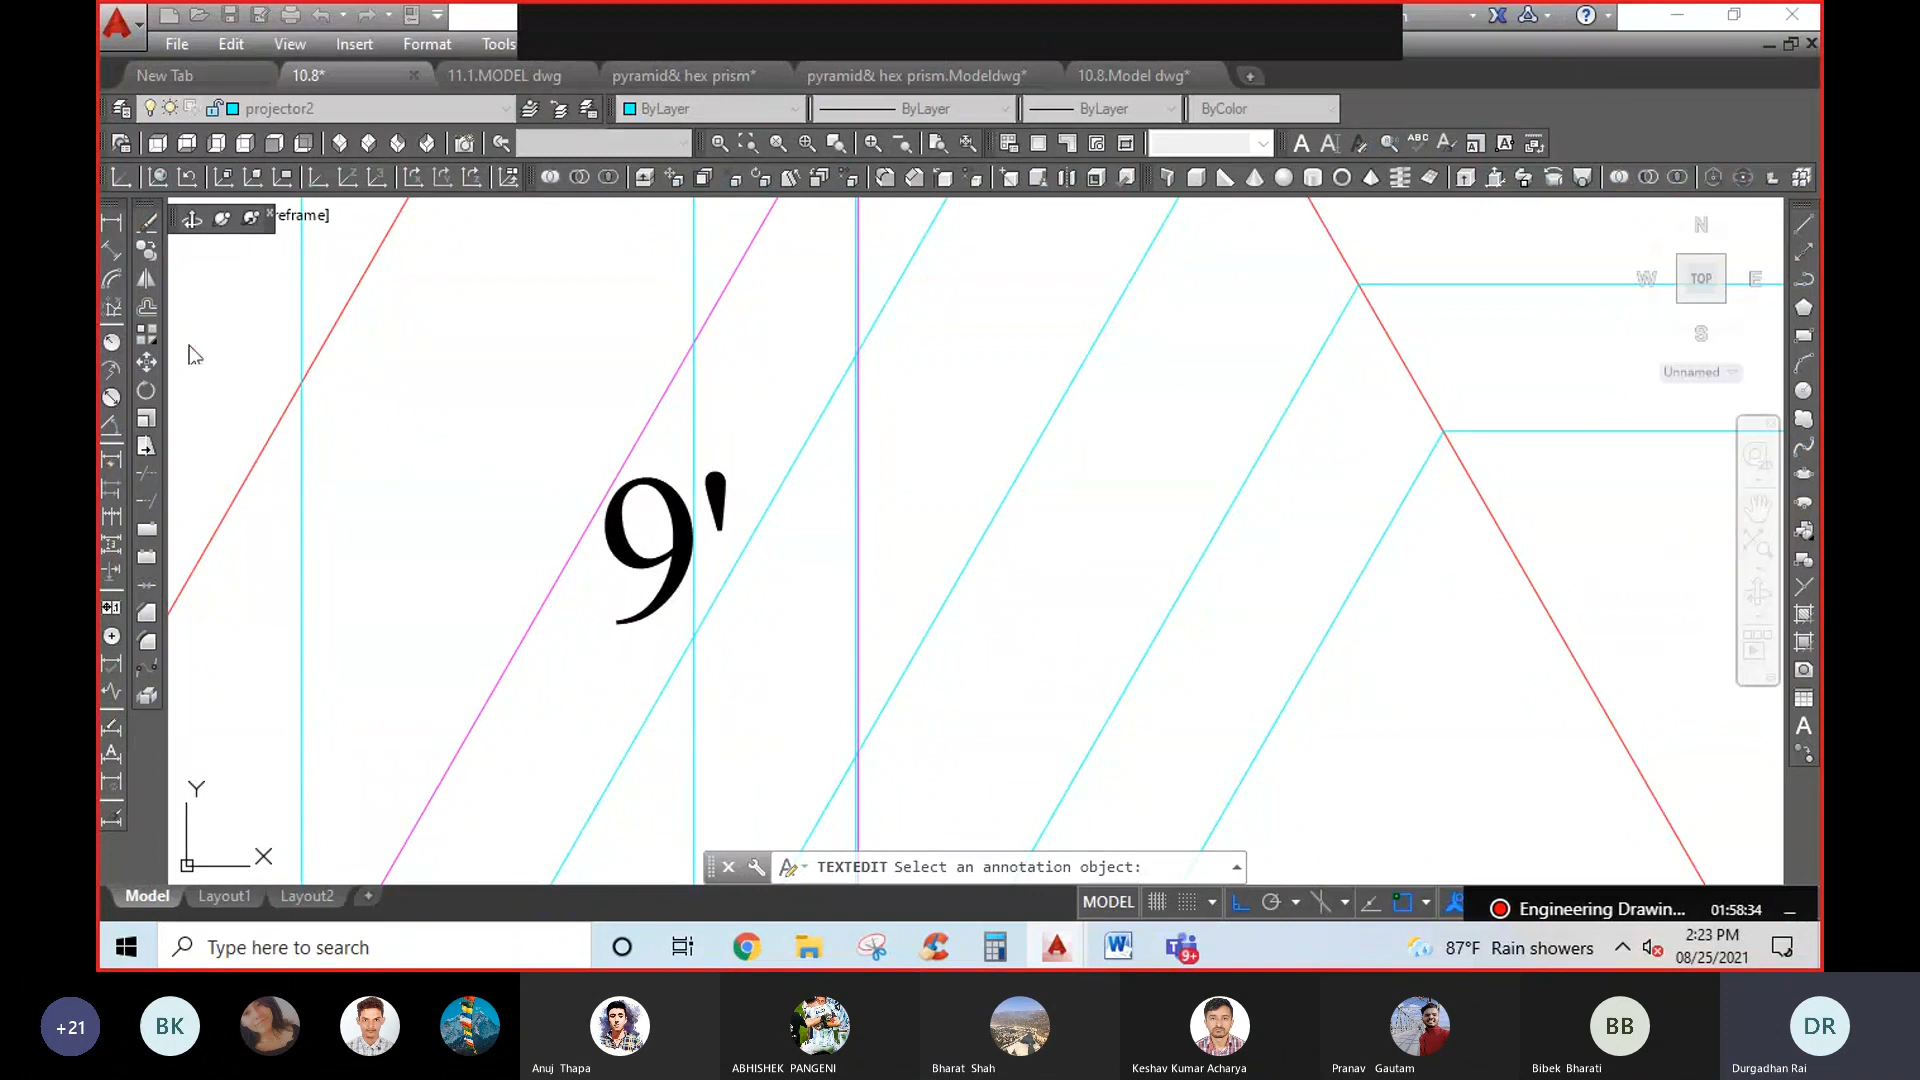 File Edit View Insert Format Tools
New Tab 10.8* 11.1.MODEL dwg pyramid& hex prism* pyramid& hex prism.Modeldwg* 10.8.Model dwg*
projector2 ByLayer ByLayer ByLayer ByColor
ABC
reframe]
N
W TOP E
S
Unnamed
9'
Y
X
TEXTEDIT Select an annotation object:
Model Layout1 Layout2
MODEL
Engineering Drawin... 01:58:34
Type here to search
9+
87°F Rain showers
2:23 PM
08/25/2021
+21
BK
BB
DR
Anuj Thapa
ABHISHEK PANGENI
Bharat Shah
Keshav Kumar Acharya
Pranav Gautam
Bibek Bharati
Durgadhan Rai